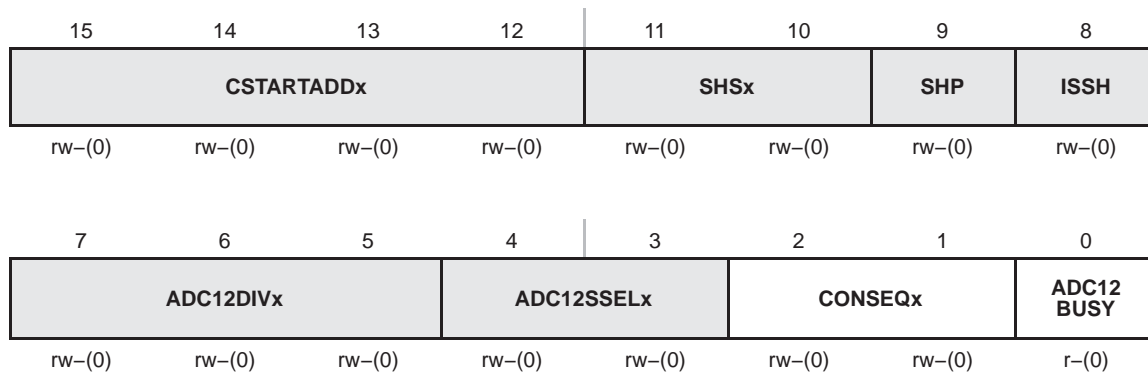 15 14 13 12 11 10 9 8
CSTARTADDx SHSx SHP ISSH
rw−(0) rw−(0) rw−(0) rw−(0) rw−(0) rw−(0) rw−(0) rw−(0)
7 6 5 4 3 2 1 0
ADC12DIVx ADC12SSELx CONSEQx ADC12
BUSY
rw−(0) rw−(0) rw−(0) rw−(0) rw−(0) rw−(0) rw−(0) r−(0)